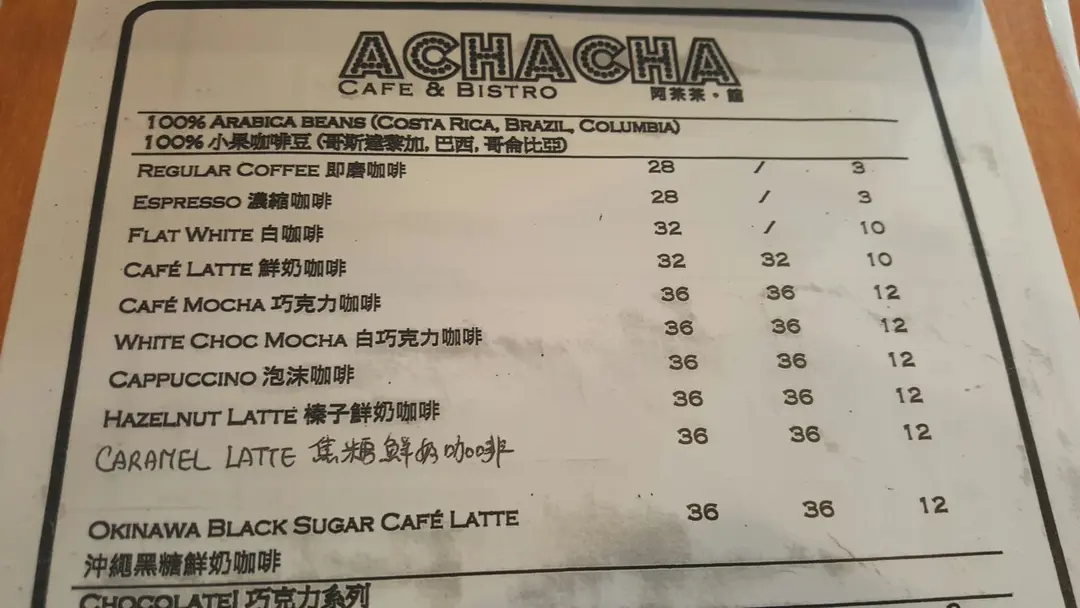 ACHACHA
CAFE & BISTRO 阿茶茶·館
100% ARABICA BEANS (COSTA RICA, BRAZIL, COLUMBIA)
100% 小果咖啡豆 (哥斯達黎加, 巴西, 哥倫比亞)
REGULAR COFFEE 即磨咖啡 28 / 3
ESPRESSO 濃縮咖啡 28 / 3
FLAT WHITE 白咖啡 32 / 10
CAFÉ LATTE 鮮奶咖啡 32 32 10
CAFÉ MOCHA 巧克力咖啡 36 36 12
WHITE CHOC MOCHA 白巧克力咖啡 36 36 12
CAPPUCCINO 泡沫咖啡 36 36 12
HAZELNUT LATTE 榛子鮮奶咖啡 36 36 12
CARAMEL LATTE 焦糖鮮奶咖啡 36 36 12
OKINAWA BLACK SUGAR CAFÉ LATTE 36 36 12
沖繩黑糖鮮奶咖啡
CHOCOLATE| 巧克力系列